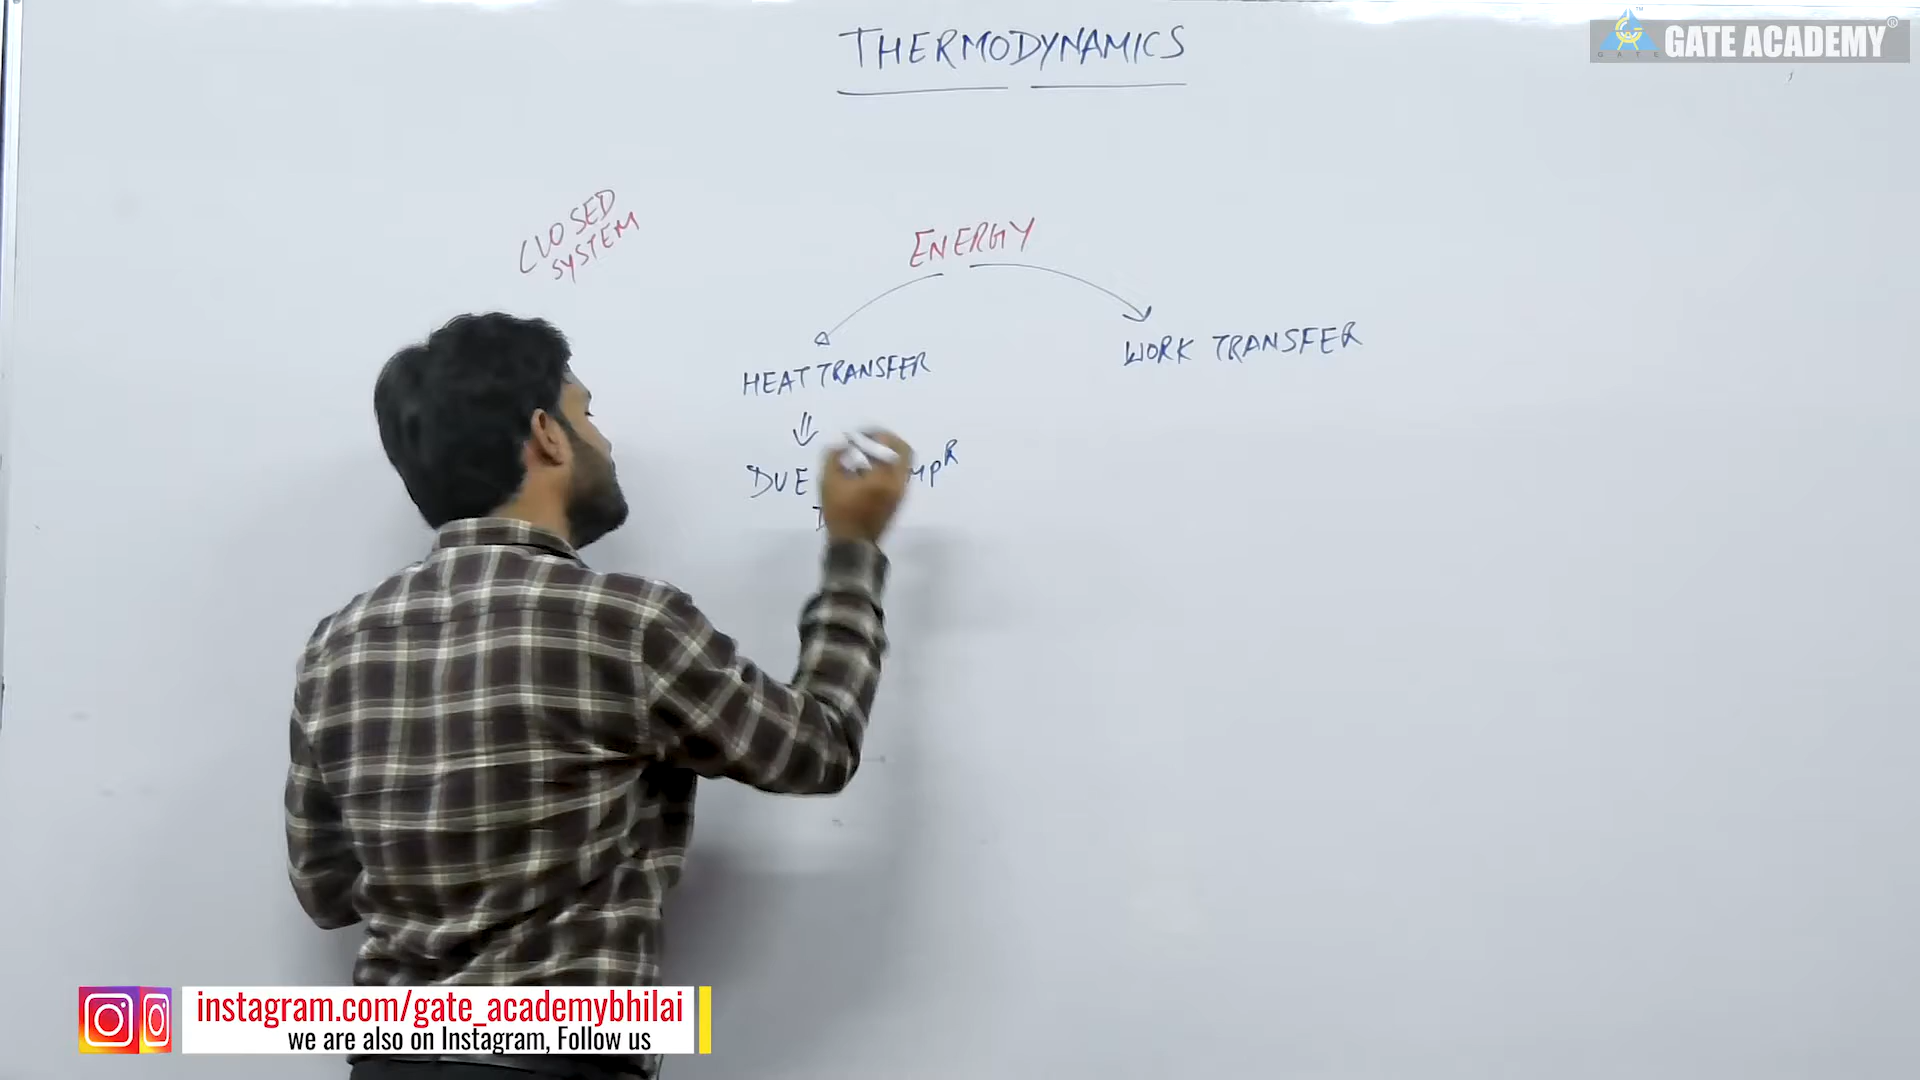 THERMODYNAMICS
GATE ACADEMY
GATE
CLOSED
SYSTEM
ENERGY
HEAT TRANSFER
WORK TRANSFER
DUE
instagram.com/gate_academybhilai
we are also on Instagram, Follow us